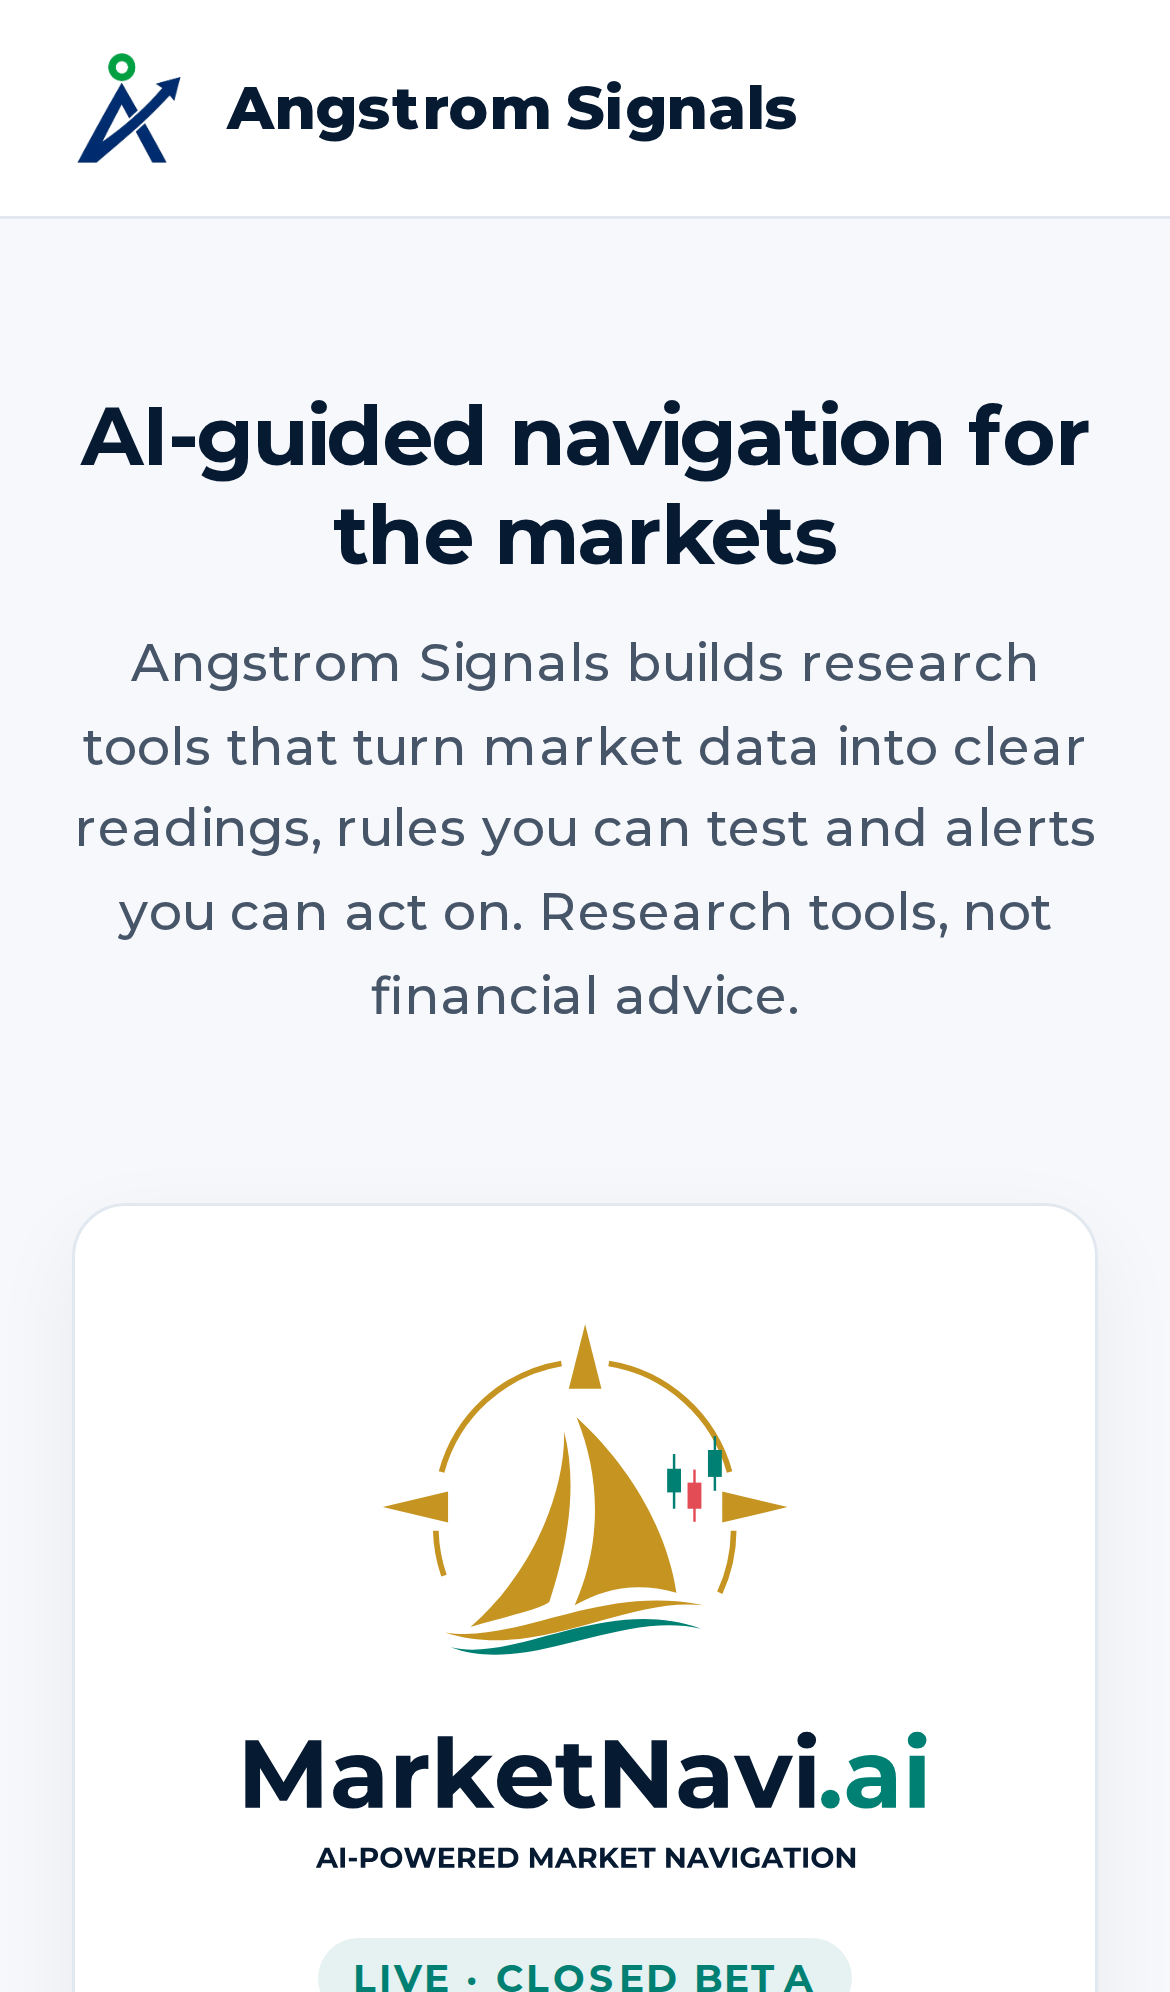 Angstrom Signals
AI-guided navigation for
the markets
Angstrom Signals builds research
tools that turn market data into clear
readings, rules you can test and alerts
you can act on. Research tools, not
financial advice.
MarketNavi.ai
AI-POWERED MARKET NAVIGATION
LIVE · CLOSED BETA